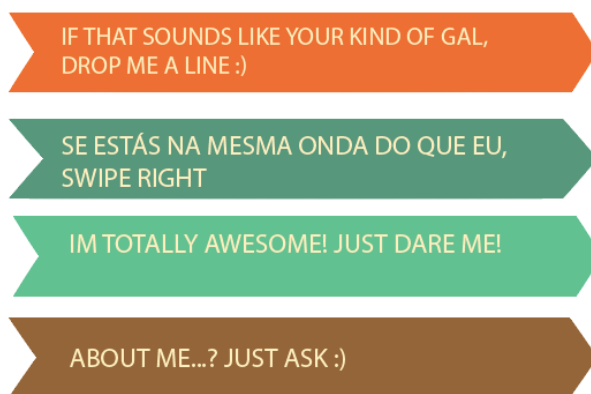 IF THAT SOUNDS LIKE YOUR KIND OF GAL,
DROP ME A LINE :)
SE ESTÁS NA MESMA ONDA DO QUE EU,
SWIPE RIGHT
IM TOTALLY AWESOME! JUST DARE ME!
ABOUT ME...? JUST ASK :)